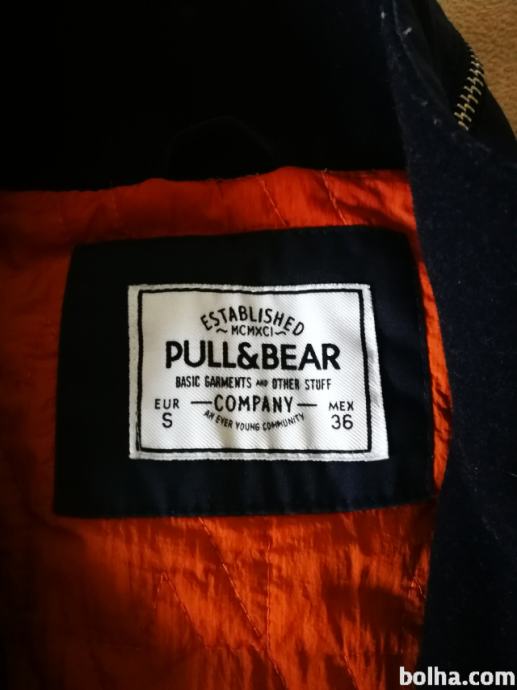 ESTABLISHED
~MCMXCI~
PULL&BEAR
BASIC GARMENTS AND OTHER STUFF
EUR —COMPANY— MEX
S AN EVER YOUNG COMMUNITY 36
bolha.com